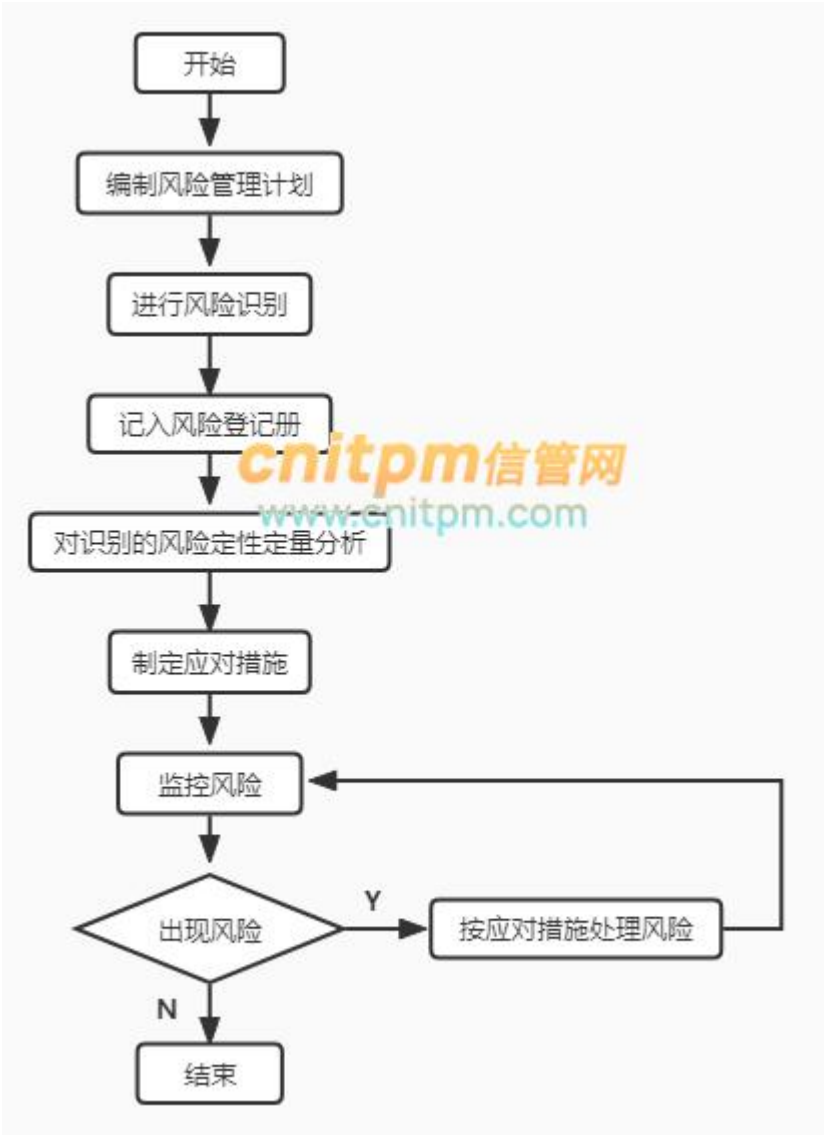 开始
编制风险管理计划
进行风险识别
记入风险登记册
cnitpm信管网
www.cnitpm.com
对识别的风险定性定量分析
制定应对措施
监控风险
出现风险
Y
按应对措施处理风险
N
结束